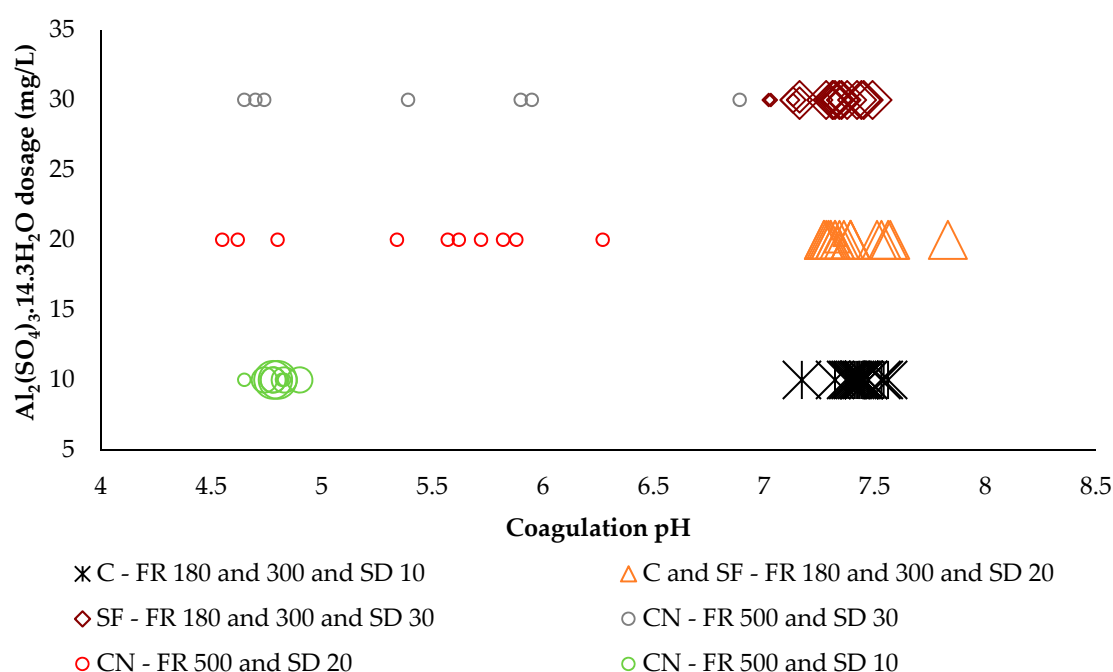 Al₂(SO₄)₃.14.3H₂O dosage (mg/L)
35
30
25
20
15
10
5
4 4.5 5 5.5 6 6.5 7 7.5 8 8.5
Coagulation pH
C - FR 180 and 300 and SD 10
C and SF - FR 180 and 300 and SD 20
SF - FR 180 and 300 and SD 30
CN - FR 500 and SD 30
CN - FR 500 and SD 20
CN - FR 500 and SD 10